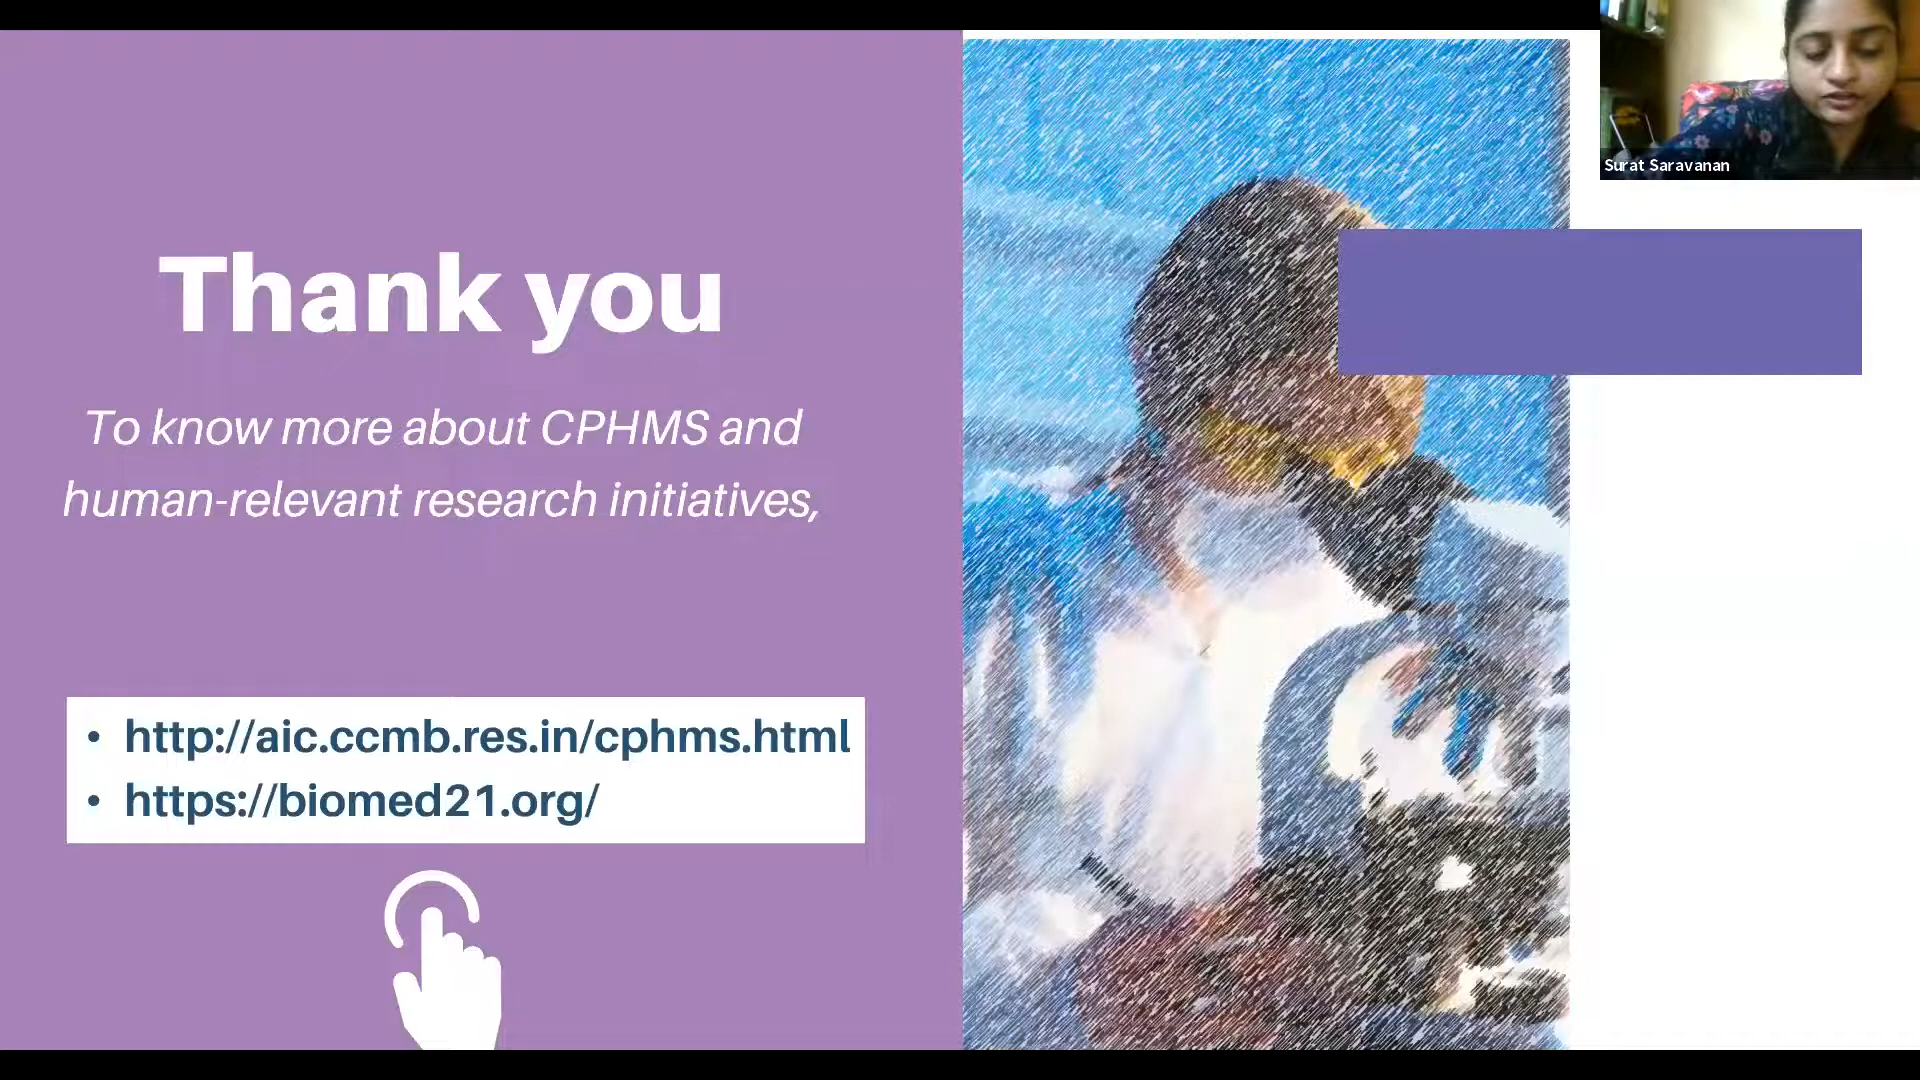 Surat Saravanan
Thank you
To know more about CPHMS and
human-relevant research initiatives,
• http://aic.ccmb.res.in/cphms.html
• https://biomed21.org/